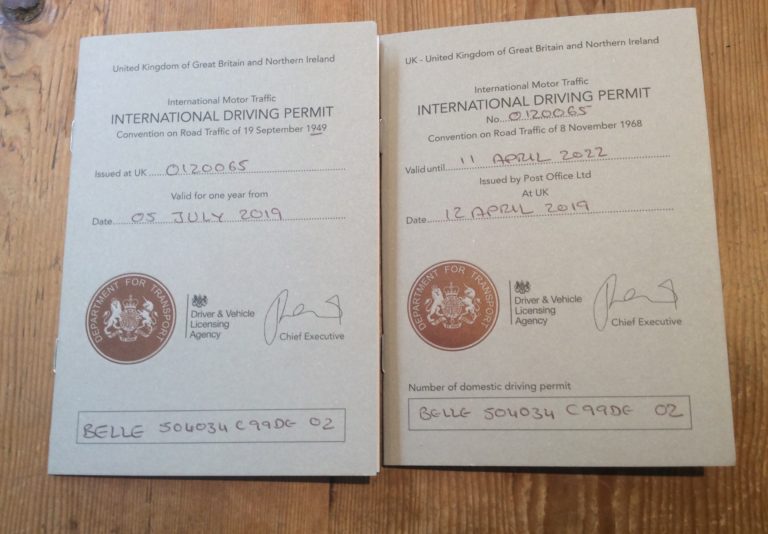 United Kingdom of Great Britain and Northern Ireland
International Motor Traffic
INTERNATIONAL DRIVING PERMIT
Convention on Road Traffic of 19 September 1949
Issued at UK 0120065
Valid for one year from
Date 05 JULY 2019
DEPARTMENT FOR TRANSPORT
Driver & Vehicle
Licensing
Agency
Chief Executive
BELLE 504034 C99DE 02
UK - United Kingdom of Great Britain and Northern Ireland
International Motor Traffic
INTERNATIONAL DRIVING PERMIT
No. 0120065
Convention on Road Traffic of 8 November 1968
Valid until 11 APRIL 2022
Issued by Post Office Ltd
At UK
Date 12 APRIL 2019
DEPARTMENT FOR TRANSPORT
Driver & Vehicle
Licensing
Agency
Chief Executive
Number of domestic driving permit
BELLE 504034 C99DE 02